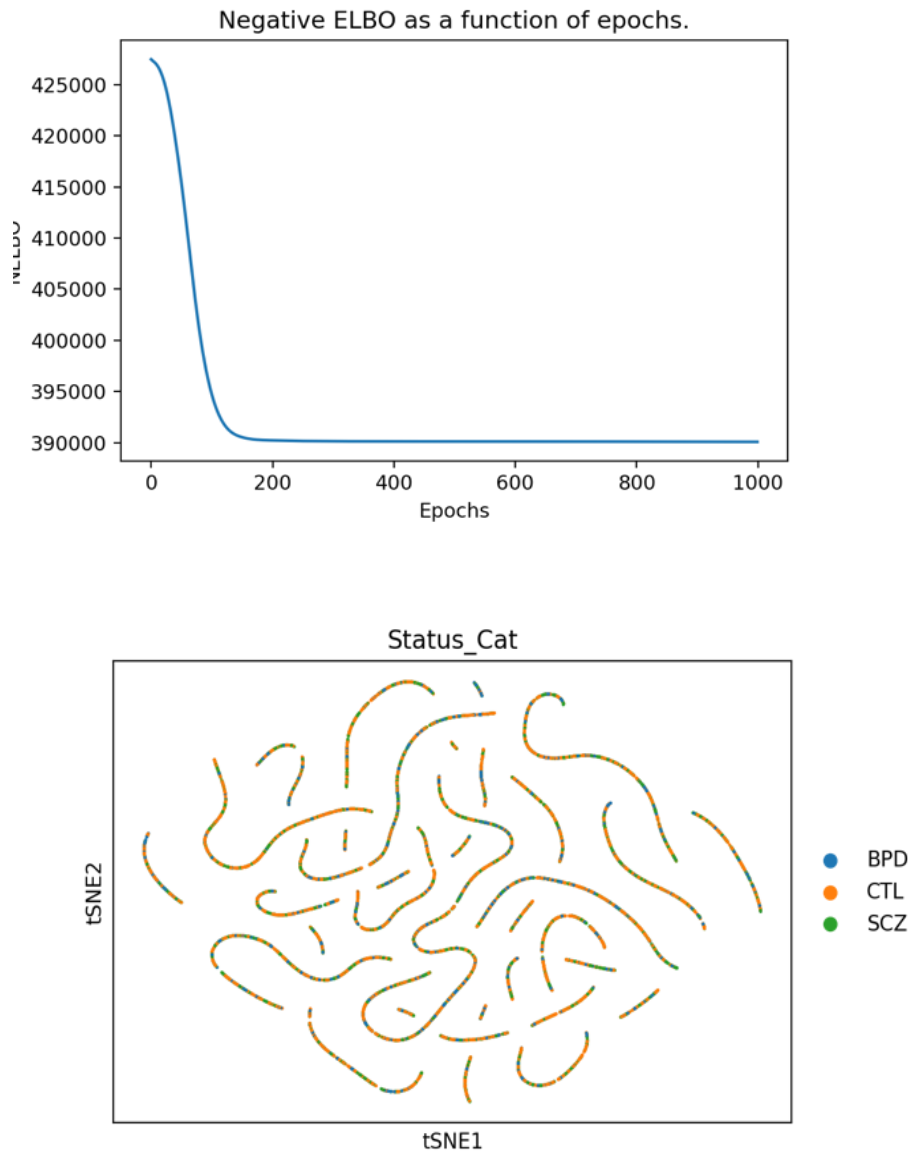 Negative ELBO as a function of epochs.
425000
420000
415000
410000
405000
400000
395000
390000
NELBO
0 200 400 600 800 1000
Epochs
Status_Cat
tSNE2
BPD
CTL
SCZ
tSNE1